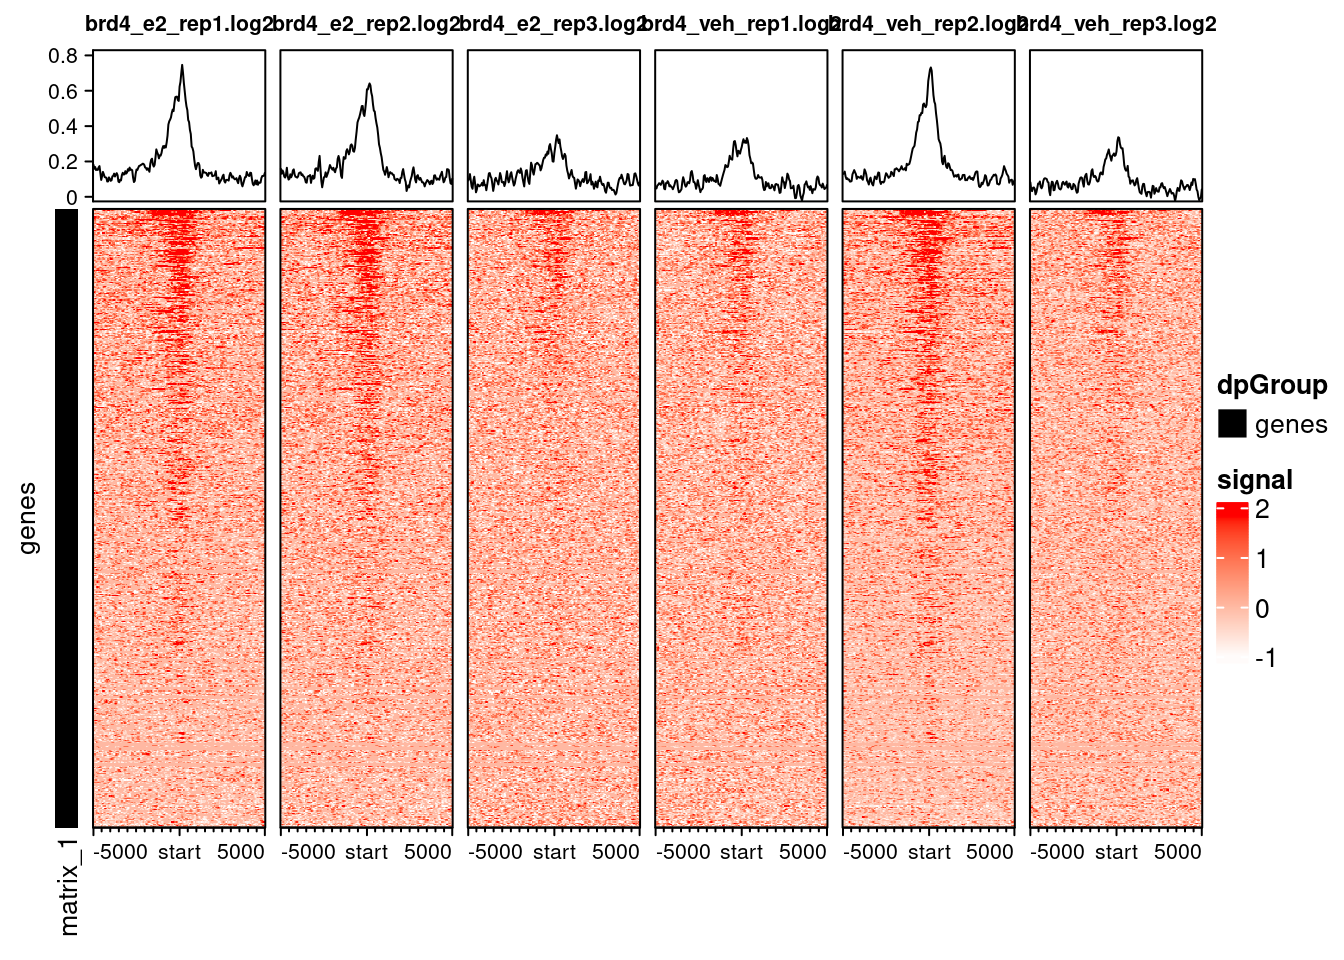 brd4_e2_rep1.log2 brd4_e2_rep2.log2 brd4_e2_rep3.log2 brd4_veh_rep1.log2 brd4_veh_rep2.log2 brd4_veh_rep3.log2
0.8
0.6
0.4
0.2
0
genes
matrix_1
-5000 start 5000 -5000 start 5000 -5000 start 5000 -5000 start 5000 -5000 start 5000 -5000 start 5000
dpGroup
genes
signal
2
1
0
-1